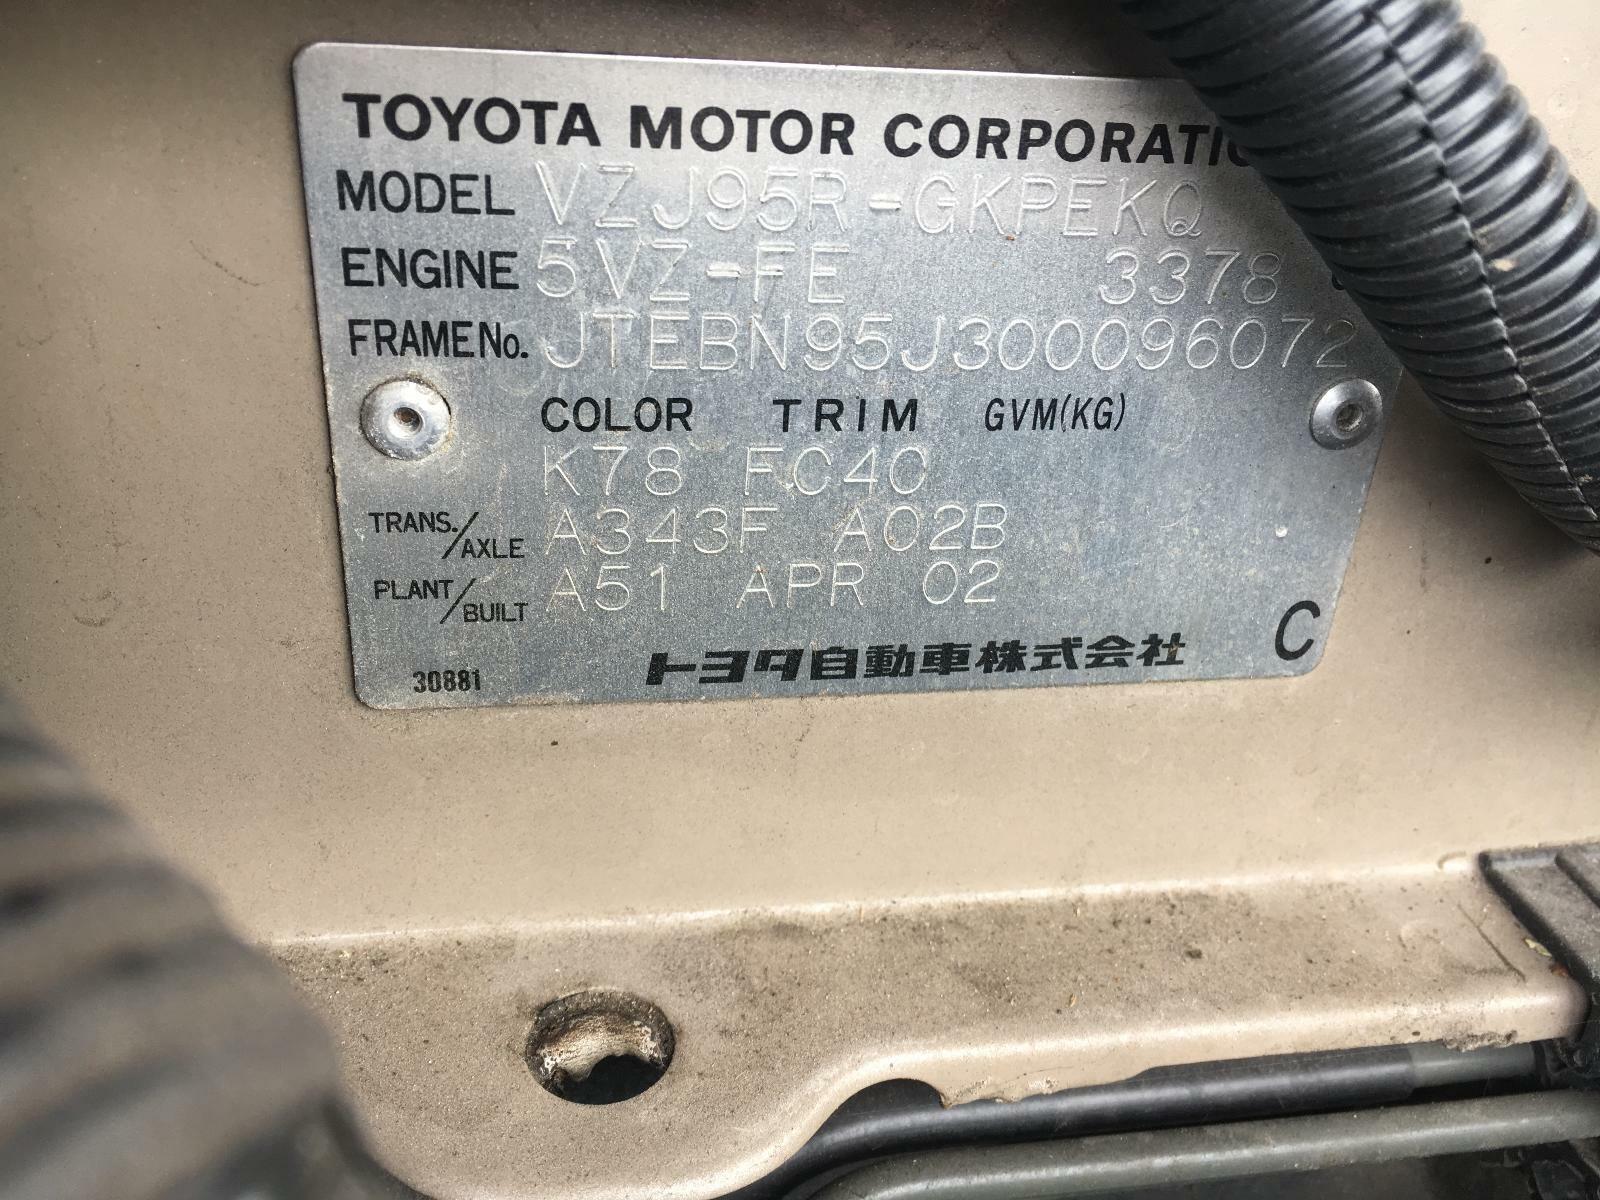 TOYOTA MOTOR CORPORATIO
MODEL VZJ95R-GKPEKQ
ENGINE 5VZ-FE 3378
FRAME No. JTEBN95J300096072
COLOR TRIM GVM(KG)
K78 FC40
TRANS./AXLE A343F A02B
PLANT/BUILT A51 APR 02
30881 トヨタ自動車株式会社 C